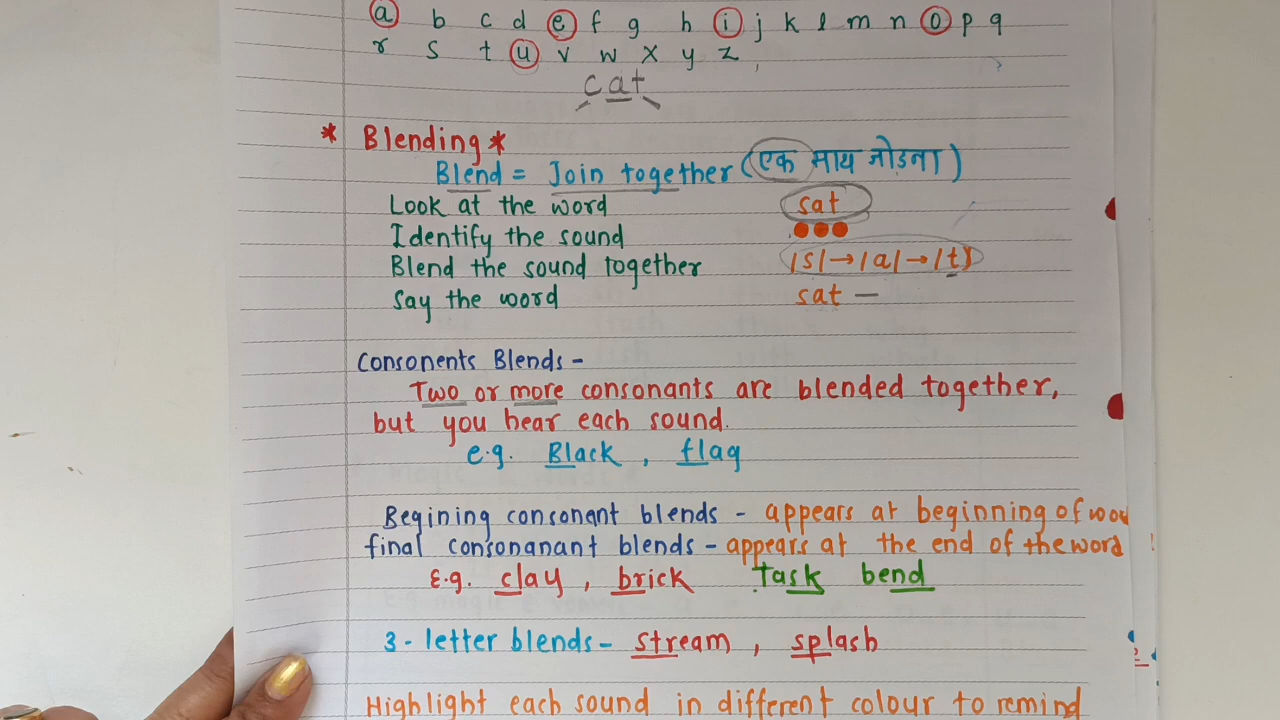 a b c d e f g h i j k l m n o p q
r s t u v w x y z
cat
* Blending *
Blend = Join together (एक साथ जोडना)
Look at the word sat
Identify the sound
Blend the sound together /s/→/a/→/t/
Say the word sat —
Consonents Blends -
Two or more consonants are blended together,
but you hear each sound.
e.g. Black , flag
Begining consonant blends - appears at beginning of word
final consonanant blends - appears at the end of the word
E.g. clay , brick task bend
3- letter blends - stream , splash
Highlight each sound in different colour to remind